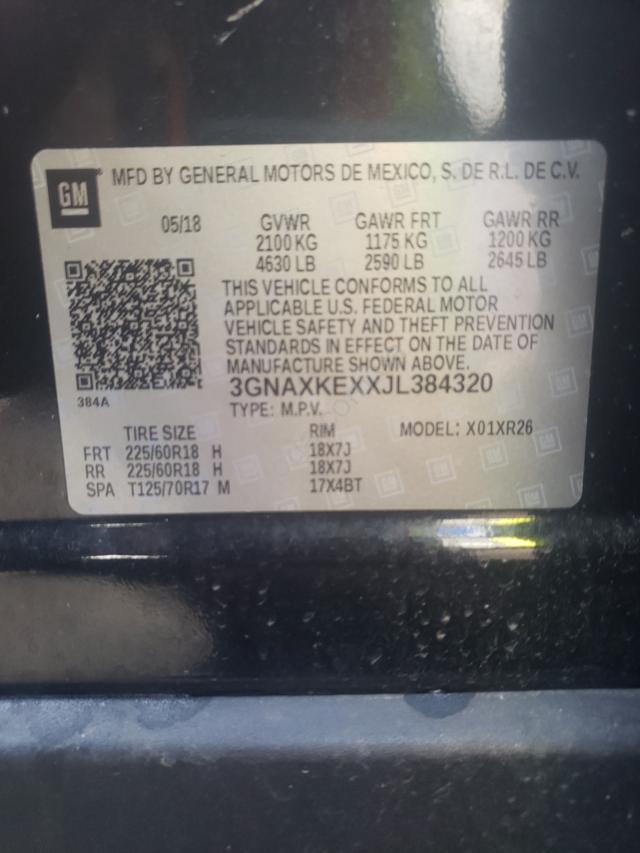 GM
MFD BY GENERAL MOTORS DE MEXICO, S. DE R.L. DE C.V.
05/18 GVWR GAWR FRT GAWR RR
2100 KG 1175 KG 1200 KG
4630 LB 2590 LB 2645 LB
THIS VEHICLE CONFORMS TO ALL
APPLICABLE U.S. FEDERAL MOTOR
VEHICLE SAFETY AND THEFT PREVENTION
STANDARDS IN EFFECT ON THE DATE OF
MANUFACTURE SHOWN ABOVE.
384A
3GNAXKEXXJL384320
TYPE: M.P.V.
TIRE SIZE RIM MODEL: X01XR26
FRT 225/60R18 H 18X7J
RR 225/60R18 H 18X7J
SPA T125/70R17 M 17X4BT